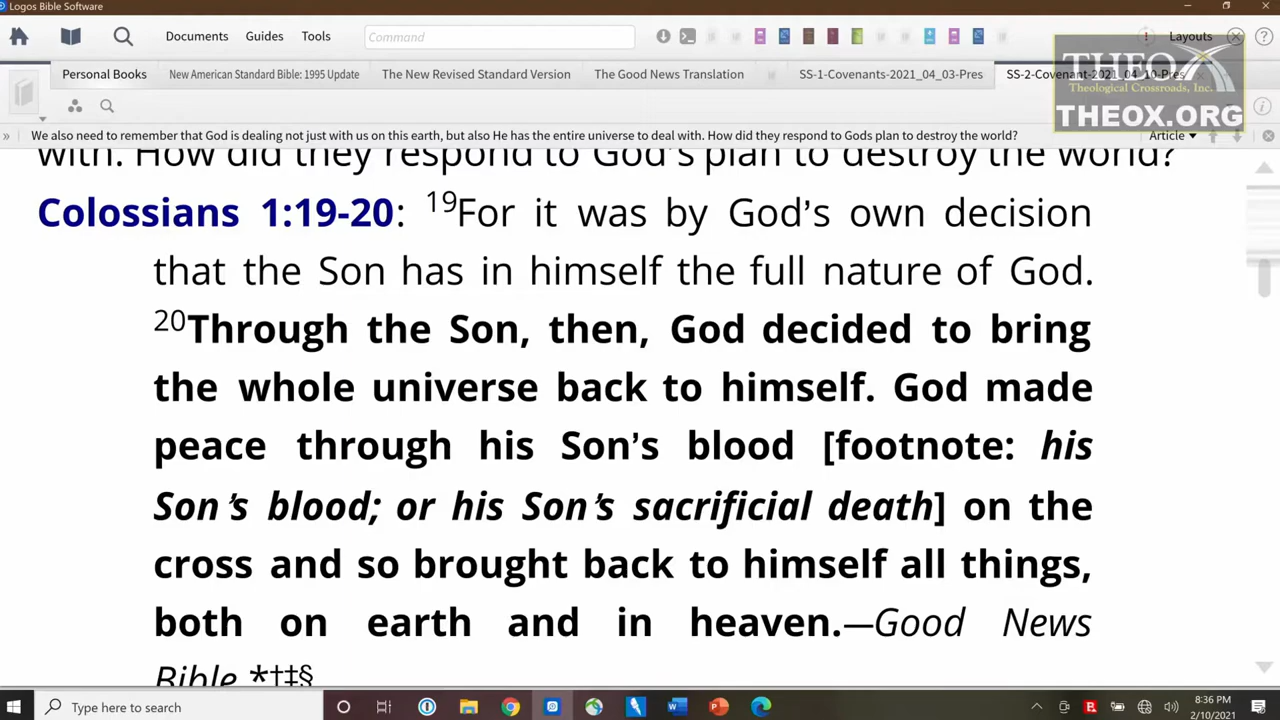 Logos Bible Software
Documents Guides Tools Command Layouts
Personal Books New American Standard Bible: 1995 Update The New Revised Standard Version The Good News Translation SS-1-Covenants-2021_04_03-Pres SS-2-Covenant-2021_04_10-Pres
THEOX
Theological Crossroads, Inc.
THEOX.ORG
» We also need to remember that God is dealing not just with us on this earth, but also He has the entire universe to deal with. How did they respond to Gods plan to destroy the world? Article
with. How did they respond to God's plan to destroy the world?
Colossians 1:19-20: 19For it was by God's own decision
that the Son has in himself the full nature of God.
20Through the Son, then, God decided to bring
the whole universe back to himself. God made
peace through his Son's blood [footnote: his
Son's blood; or his Son's sacrificial death] on the
cross and so brought back to himself all things,
both on earth and in heaven.—Good News
Bible *†‡§
Type here to search
8:36 PM
2/10/2021